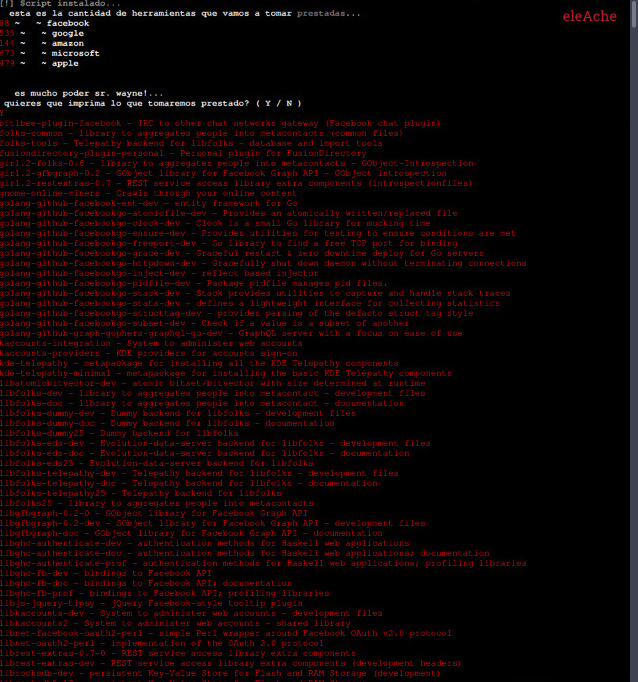 [!] Script instalado...
eleAche
esta es la cantidad de herramientas que vamos a tomar prestadas...
~ ~ facebook
~ ~ google
144 ~ ~ amazon
673 ~ ~ microsoft
479 ~ ~ apple
es mucho poder sr. wayne!...
quieres que imprima lo que tomaremos prestado? ( Y / N )
Y
bitlbee-plugin-facebook - IRC to other chat networks gateway (Facebook chat plugin)
folks-common - library to aggregates people into metacontacts (common files)
folks-tools - Telepathy backend for libfolks - database and import tools
fusiondirectory-plugin-personal - Personal plugin for FusionDirectory
gir1.2-folks-0.6 - library to aggregates people into metacontacts - GObject-Introspection
gir1.2-gfbgraph-0.2 - GObject library for Facebook Graph API - GObject introspection
gir1.2-restextras-0.7 - REST service access library extra components (introspectionfiles)
gnome-online-miners - Crawls through your online content
golang-github-facebook-ent-dev - entity framework for Go
golang-github-facebookgo-atomicfile-dev - Provides an atomically written/replaced file
golang-github-facebookgo-clock-dev - Clock is a small Go library for mocking time
golang-github-facebookgo-ensure-dev - Provides utilities for testing to ensure conditions are met
golang-github-facebookgo-freeport-dev - Go library to find a free TCP port for binding
golang-github-facebookgo-grace-dev - Graceful restart & zero downtime deploy for Go servers
golang-github-facebookgo-httpdown-dev - Gracefully shut down daemon without terminating connections
golang-github-facebookgo-inject-dev - reflect based injector
golang-github-facebookgo-pidfile-dev - Package pidfile manages pid files.
golang-github-facebookgo-stack-dev - Stack provides utilities to capture and handle stack traces
golang-github-facebookgo-stats-dev - defines a lightweight interface for collecting statistics
golang-github-facebookgo-structtag-dev - provides parsing of the defacto struct tag style
golang-github-facebookgo-subset-dev - Check if a value is a subset of another
golang-github-graph-gophers-graphql-go-dev - GraphQL server with a focus on ease of use
kaccounts-integration - System to administer web accounts
kaccounts-providers - KDE providers for accounts sign-on
kde-telepathy - metapackage for installing all the KDE Telepathy components
kde-telepathy-minimal - metapackage for installing the basic KDE Telepathy components
libatomicbitvector-dev - atomic bitset/bitvector with size determined at runtime
libfolks-dev - library to aggregates people into metacontact - development files
libfolks-doc - library to aggregates people into metacontact - documentation
libfolks-dummy-dev - Dummy backend for libfolks - development files
libfolks-dummy-doc - Dummy backend for libfolks - documentation
libfolks-dummy25 - Dummy backend for libfolks
libfolks-eds-dev - Evolution-data-server backend for libfolks - development files
libfolks-eds-doc - Evolution-data-server backend for libfolks - documentation
libfolks-eds25 - Evolution-data-server backend for libfolks
libfolks-telepathy-dev - Telepathy backend for libfolks - development files
libfolks-telepathy-doc - Telepathy backend for libfolks - documentation
libfolks-telepathy25 - Telepathy backend for libfolks
libfolks25 - library to aggregates people into metacontacts
libgfbgraph-0.2-0 - GObject library for Facebook Graph API
libgfbgraph-0.2-dev - GObject library for Facebook Graph API - development files
libgfbgraph-doc - GObject library for Facebook Graph API - documentation
libghc-authenticate-dev - authentication methods for Haskell web applications
libghc-authenticate-doc - authentication methods for Haskell web applications; documentation
libghc-authenticate-prof - authentication methods for Haskell web applications; profiling libraries
libghc-fb-dev - bindings to Facebook API
libghc-fb-doc - bindings to Facebook API; documentation
libghc-fb-prof - bindings to Facebook API; profiling libraries
libjs-jquery-tipsy - jQuery Facebook-style tooltip plugin
libkaccounts-dev - System to administer web accounts - development files
libkaccounts2 - System to administer web accounts - shared library
libnet-facebook-oauth2-perl - simple Perl wrapper around Facebook OAuth v2.0 protocol
libnet-oauth2-perl - implementation of the OAuth 2.0 protocol
librest-extras-0.7-0 - REST service access library extra components
librest-extras-dev - REST service access library extra components (development headers)
librocksdb-dev - persistent Key-Value Store for Flash and RAM Storage (development)